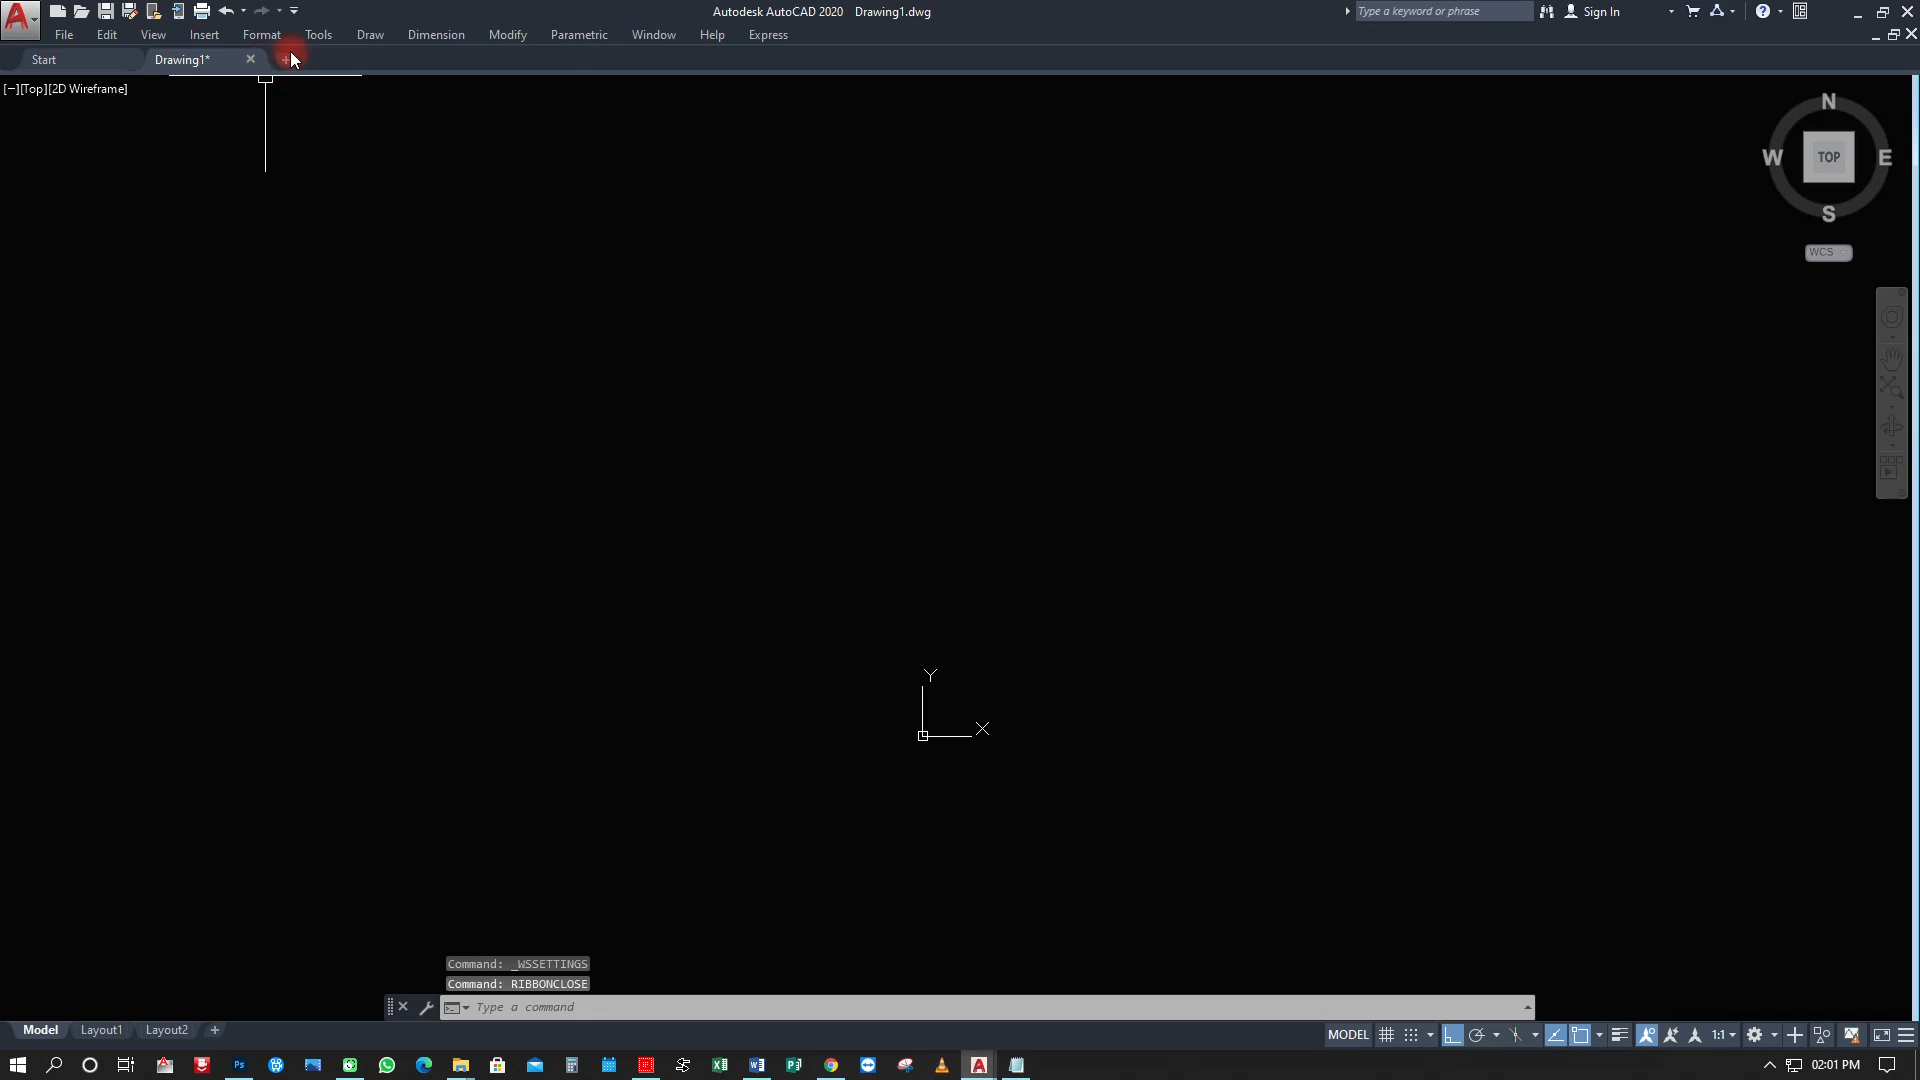 Autodesk AutoCAD 2020 Drawing1.dwg
Type a keyword or phrase
Sign In
File Edit View Insert Format Tools Draw Dimension Modify Parametric Window Help Express
Start Drawing1*
[−][Top][2D Wireframe]
N
W TOP E
S
WCS
Y
X
Command: _WSSETTINGS
Command: RIBBONCLOSE
Type a command
Model Layout1 Layout2
MODEL 1:1
Ps
02:01 PM